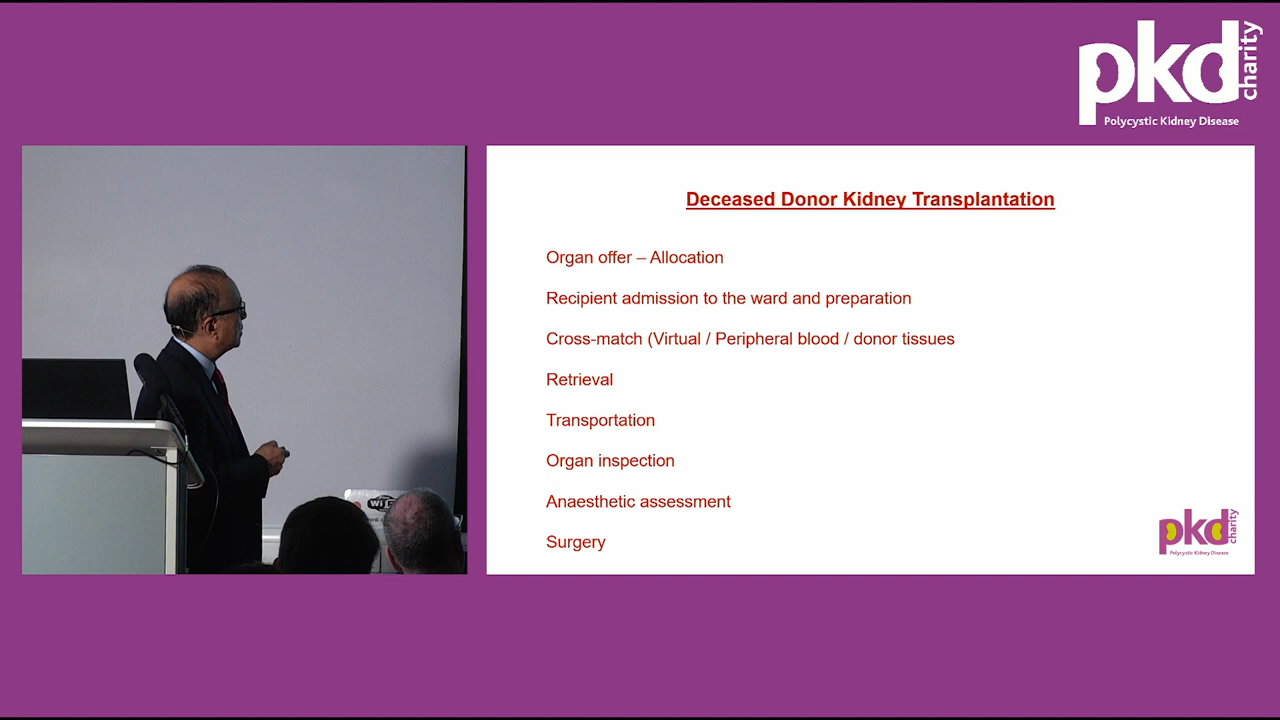 pkd charity
Polycystic Kidney Disease
Deceased Donor Kidney Transplantation
Organ offer – Allocation
Recipient admission to the ward and preparation
Cross-match (Virtual / Peripheral blood / donor tissues
Retrieval
Transportation
Organ inspection
Anaesthetic assessment
Surgery
pkd charity
Polycystic Kidney Disease
Wi